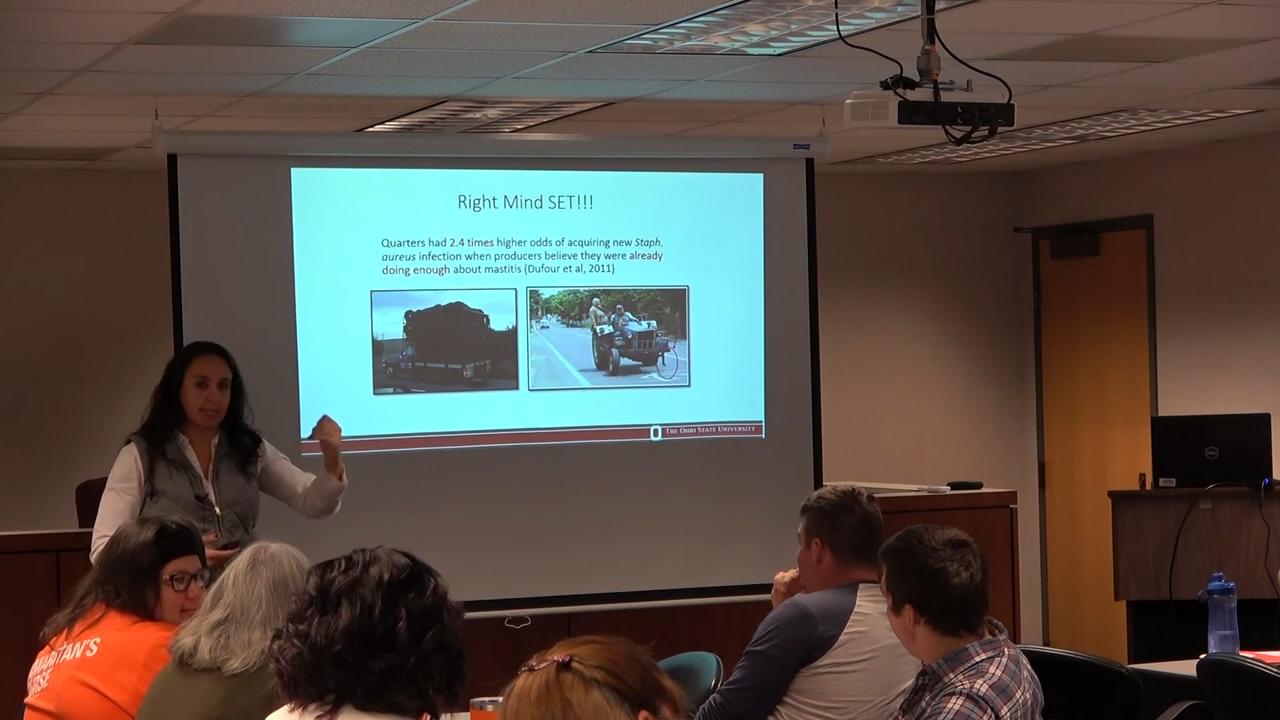 Right Mind SET!!!
Quarters had 2.4 times higher odds of acquiring new Staph.
aureus infection when producers believe they were already
doing enough about mastitis (Dufour et al, 2011)
THE OHIO STATE UNIVERSITY
DELL